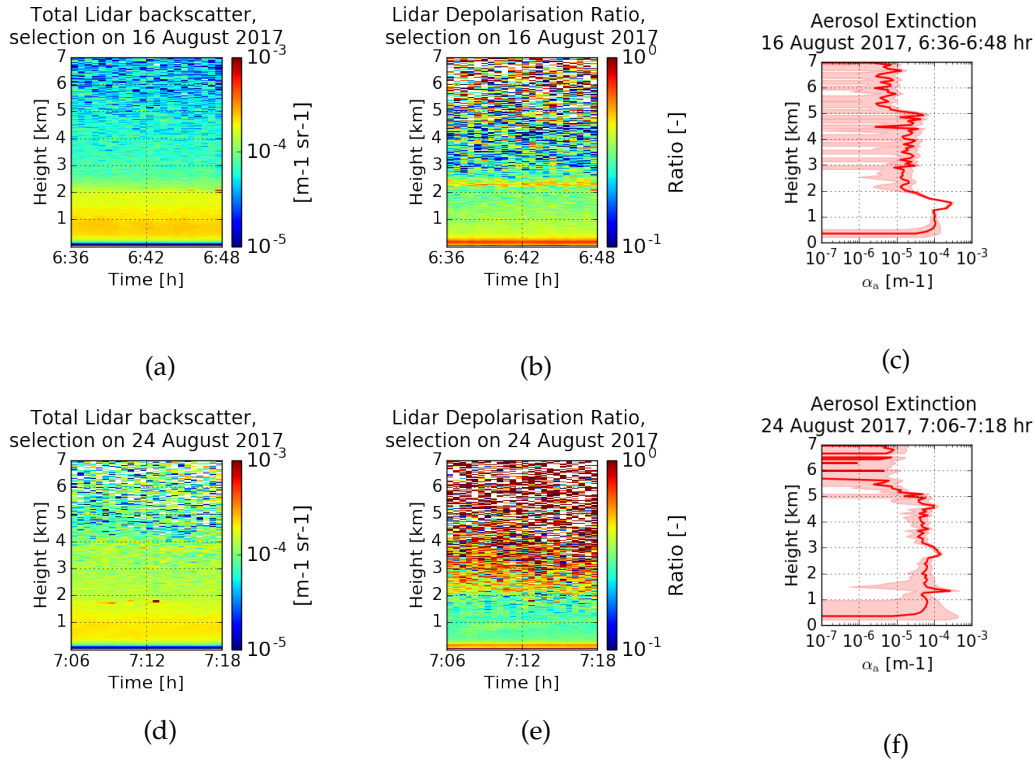 Total Lidar backscatter,
selection on 16 August 2017
7
6
5
4
3
2
1
Height [km]
6:36
6:42
6:48
Time [h]
10^-3
10^-4
10^-5
[m-1 sr-1]
(a)
Lidar Depolarisation Ratio,
selection on 16 August 2017
7
6
5
4
3
2
1
Height [km]
6:36
6:42
6:48
Time [h]
10^0
10^-1
Ratio [-]
(b)
Aerosol Extinction
16 August 2017, 6:36-6:48 hr
7
6
5
4
3
2
1
0
Height [km]
10^-7
10^-6
10^-5
10^-4
10^-3
α_a [m-1]
(c)
Total Lidar backscatter,
selection on 24 August 2017
7
6
5
4
3
2
1
Height [km]
7:06
7:12
7:18
Time [h]
10^-3
10^-4
10^-5
[m-1 sr-1]
(d)
Lidar Depolarisation Ratio,
selection on 24 August 2017
7
6
5
4
3
2
1
Height [km]
7:06
7:12
7:18
Time [h]
10^0
10^-1
Ratio [-]
(e)
Aerosol Extinction
24 August 2017, 7:06-7:18 hr
7
6
5
4
3
2
1
0
Height [km]
10^-7
10^-6
10^-5
10^-4
10^-3
α_a [m-1]
(f)